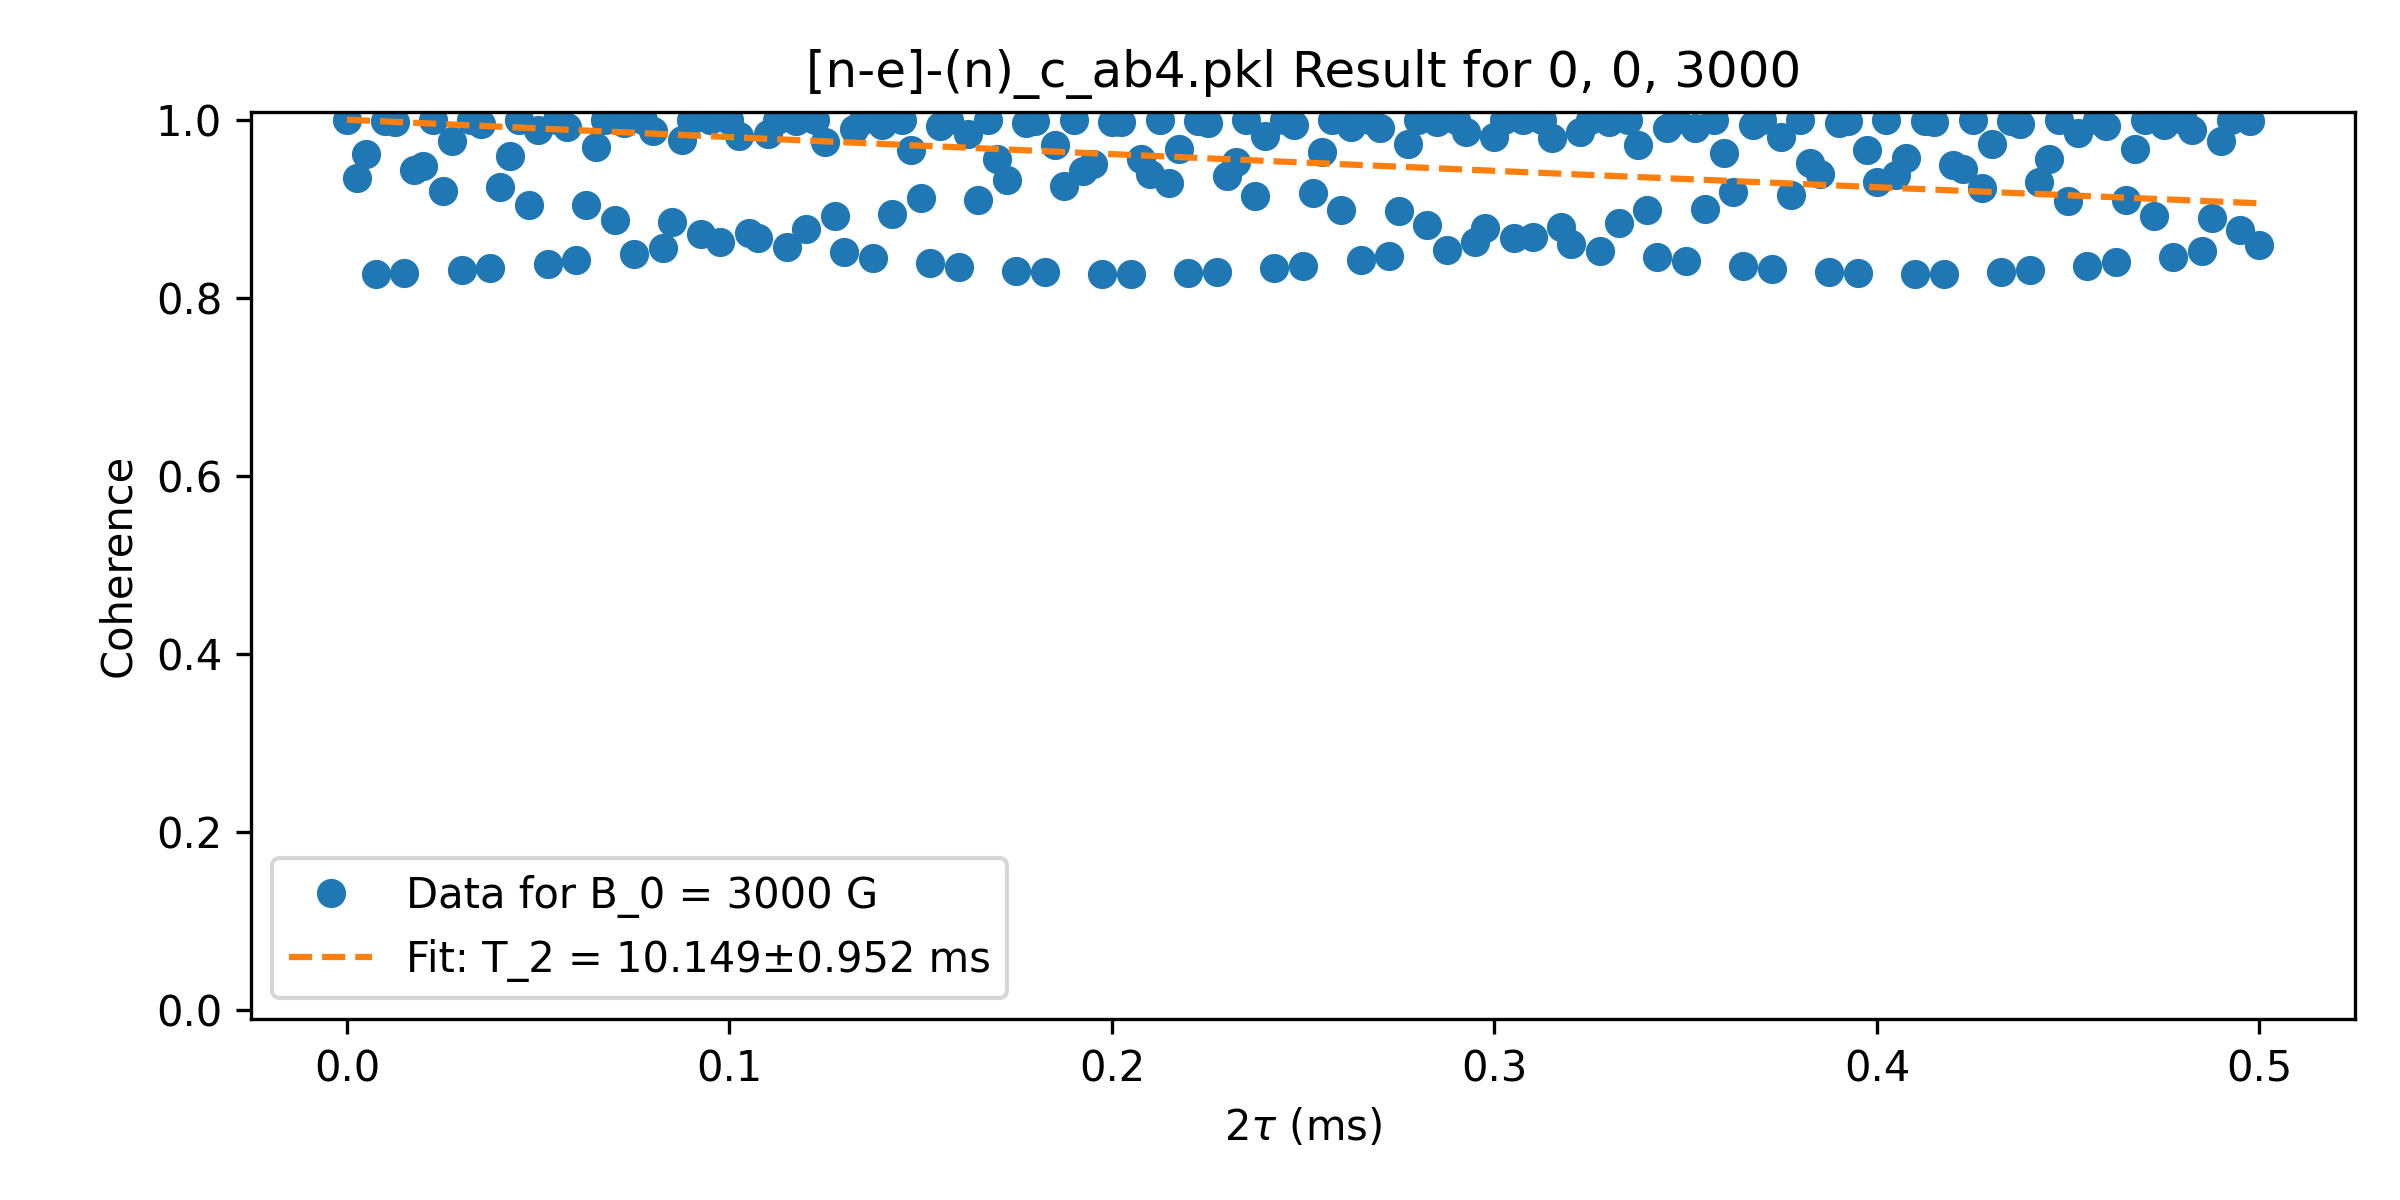 [n-e]-(n)_c_ab4.pkl Result for 0, 0, 3000
1.0
0.8
0.6
0.4
0.2
0.0
Coherence
Data for B_0 = 3000 G
Fit: T_2 = 10.149±0.952 ms
0.0 0.1 0.2 0.3 0.4 0.5
2τ (ms)